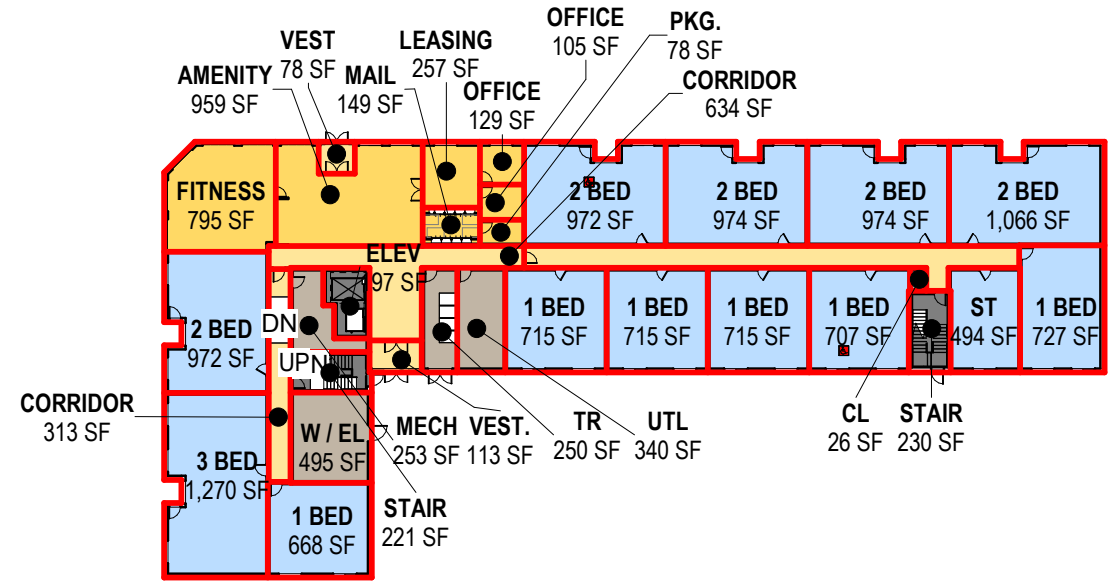 OFFICE
105 SF
PKG.
78 SF
VEST
78 SF
LEASING
257 SF
AMENITY
959 SF
MAIL
149 SF
OFFICE
129 SF
CORRIDOR
634 SF
FITNESS
795 SF
2 BED
972 SF
2 BED
974 SF
2 BED
974 SF
2 BED
1,066 SF
ELEV
97 SF
2 BED
972 SF
DN
UPN
1 BED
715 SF
1 BED
715 SF
1 BED
715 SF
1 BED
707 SF
ST
494 SF
1 BED
727 SF
CORRIDOR
313 SF
MECH
253 SF
VEST.
113 SF
TR
250 SF
UTL
340 SF
CL
26 SF
STAIR
230 SF
W / EL
495 SF
3 BED
1,270 SF
STAIR
221 SF
1 BED
668 SF